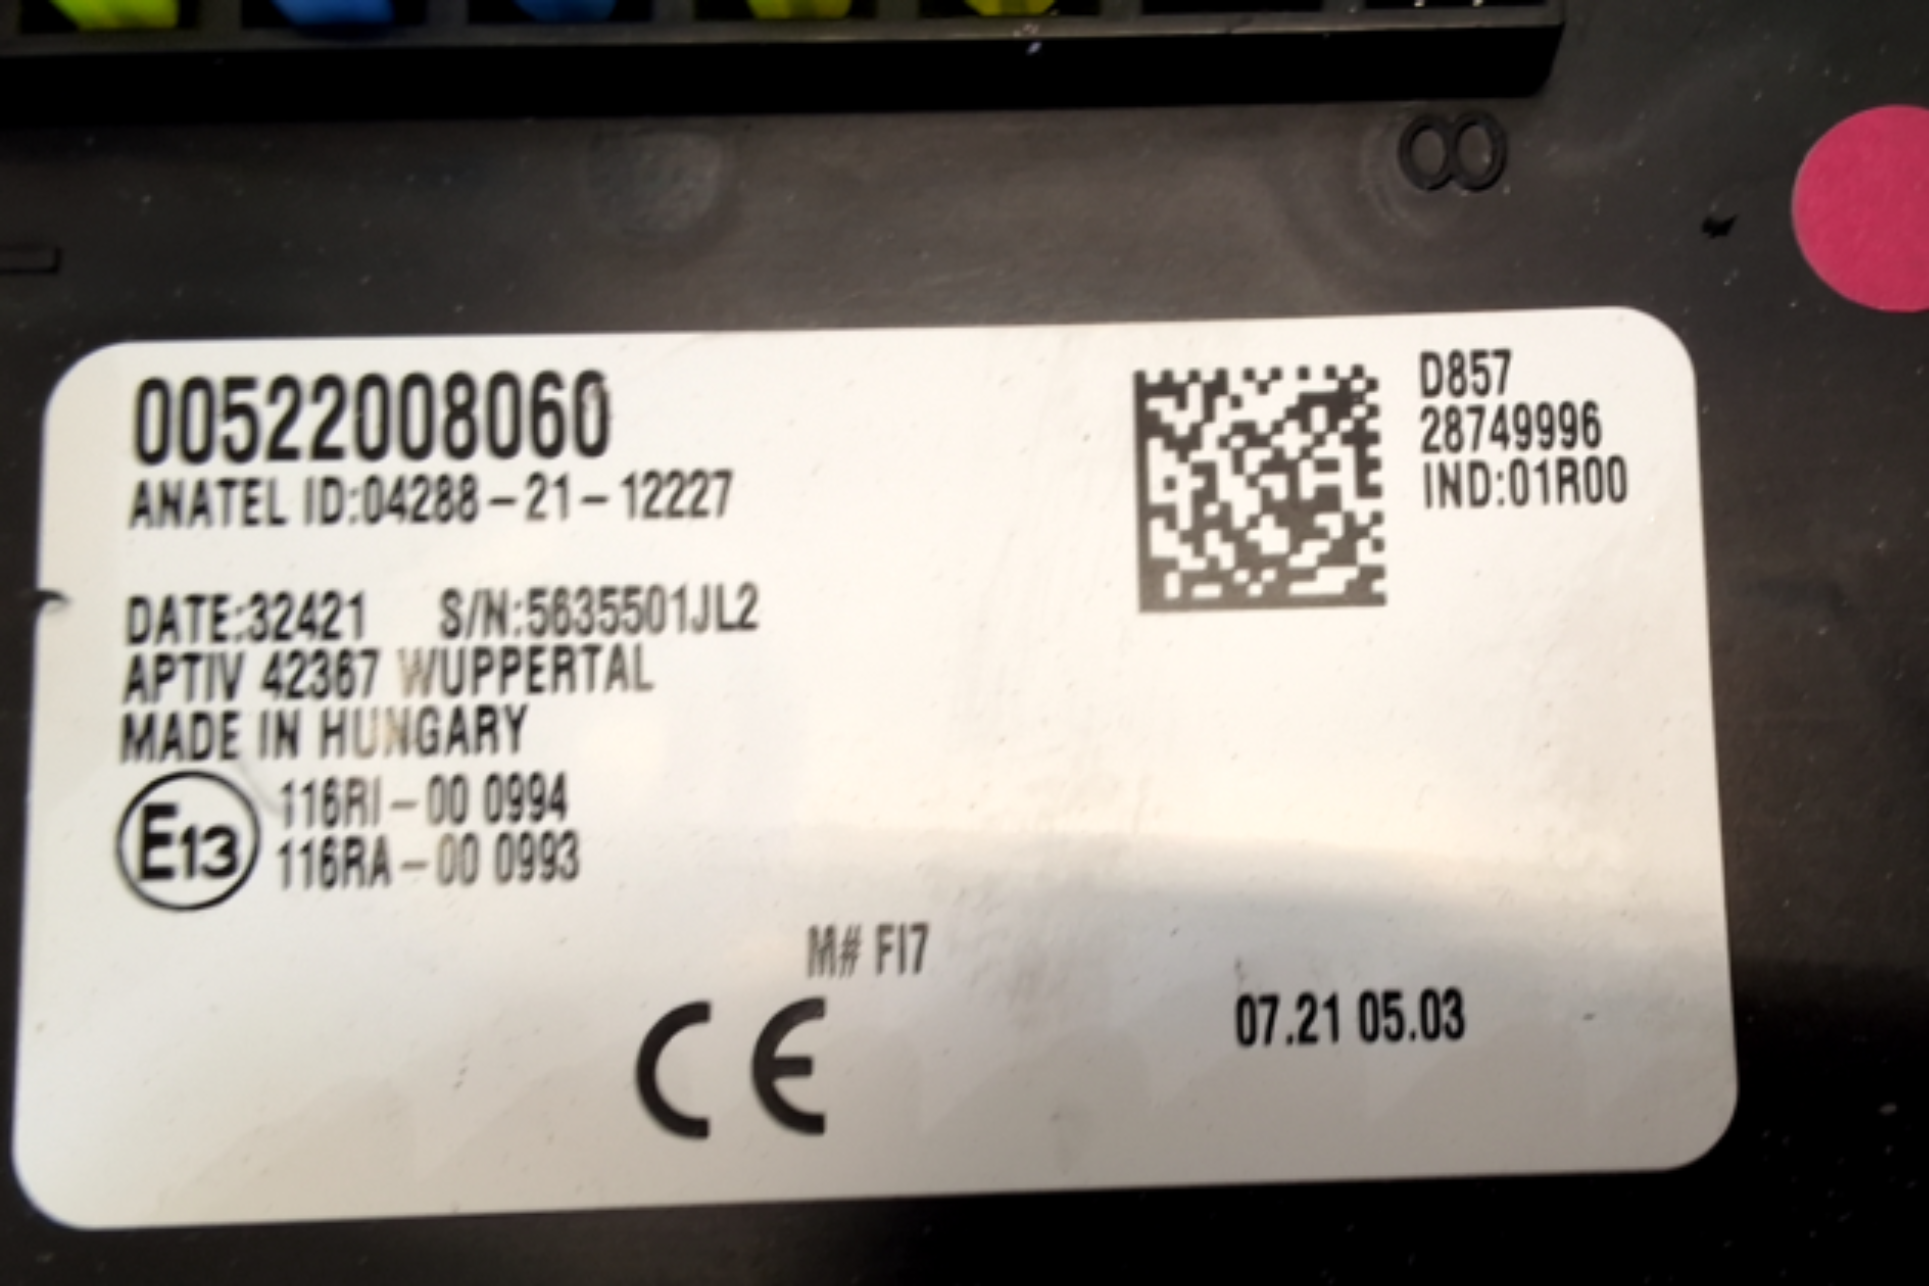 8
00522008060
ANATEL ID:04288-21-12227
D857
28749996
IND:01R00
DATE:32421 S/N:5635501JL2
APTIV 42367 WUPPERTAL
MADE IN HUNGARY
E13
116RI-00 0994
116RA-00 0993
M# FI7
CE
07.21 05.03